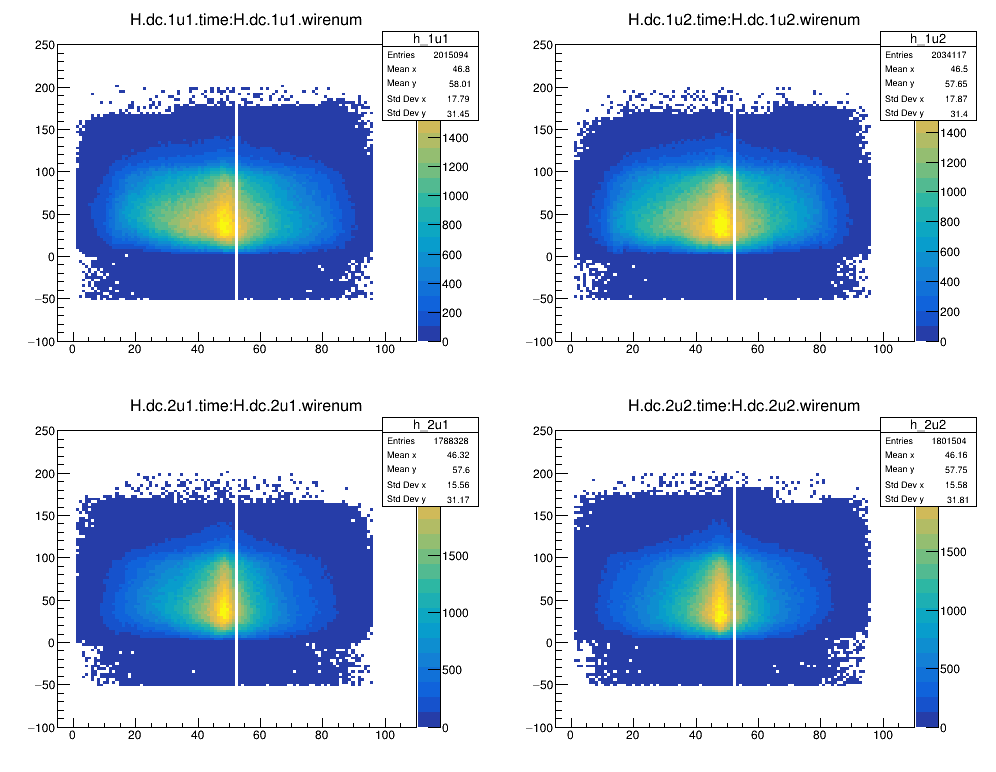 H.dc.1u1.time:H.dc.1u1.wirenum
h_1u1
Entries 2015094
Mean x 46.8
Mean y 58.01
Std Dev x 17.79
Std Dev y 31.45
250
200
150
100
50
0
−50
−100
0 20 40 60 80 100
1400
1200
1000
800
600
400
200
0
H.dc.1u2.time:H.dc.1u2.wirenum
h_1u2
Entries 2034117
Mean x 46.5
Mean y 57.65
Std Dev x 17.87
Std Dev y 31.4
250
200
150
100
50
0
−50
−100
0 20 40 60 80 100
1400
1200
1000
800
600
400
200
0
H.dc.2u1.time:H.dc.2u1.wirenum
h_2u1
Entries 1788328
Mean x 46.32
Mean y 57.6
Std Dev x 15.56
Std Dev y 31.17
250
200
150
100
50
0
−50
−100
0 20 40 60 80 100
1500
1000
500
0
H.dc.2u2.time:H.dc.2u2.wirenum
h_2u2
Entries 1801504
Mean x 46.16
Mean y 57.75
Std Dev x 15.58
Std Dev y 31.81
250
200
150
100
50
0
−50
−100
0 20 40 60 80 100
1500
1000
500
0